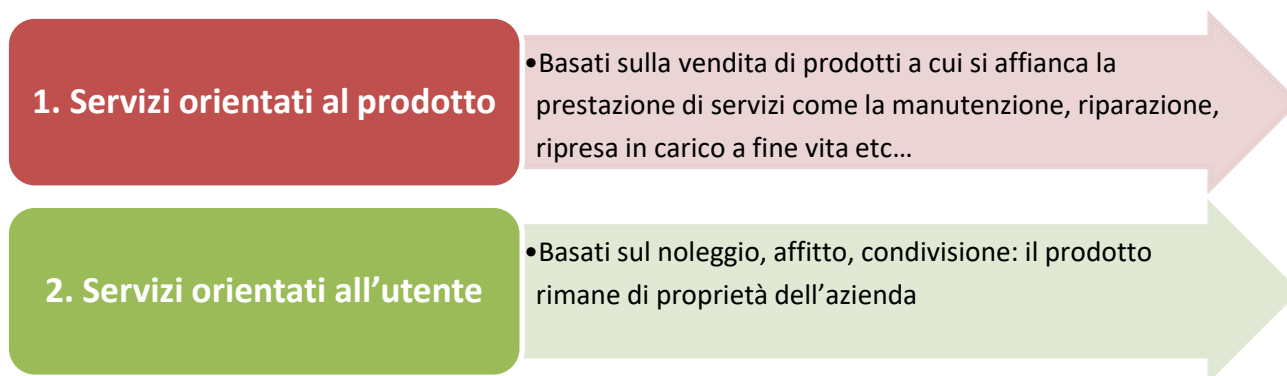 1. Servizi orientati al prodotto
•Basati sulla vendita di prodotti a cui si affianca la
prestazione di servizi come la manutenzione, riparazione,
ripresa in carico a fine vita etc…
2. Servizi orientati all’utente
•Basati sul noleggio, affitto, condivisione: il prodotto
rimane di proprietà dell’azienda